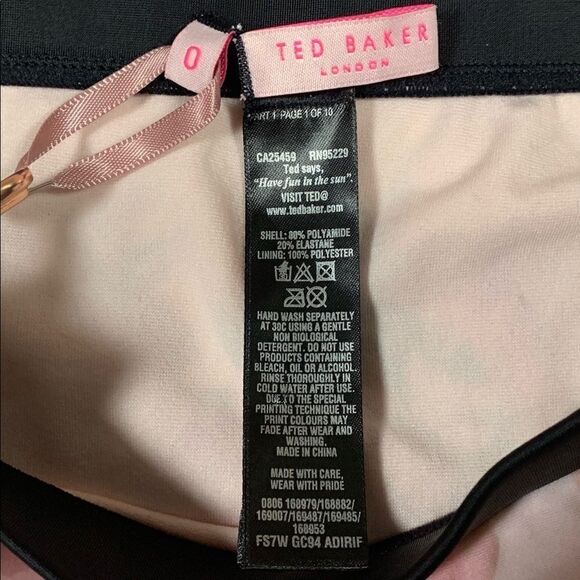 0
TED BAKER
LONDON
PART 1 PAGE 1 OF 10
CA25459 RN95229
Ted says,
"Have fun in the sun".
VISIT TED@
www.tedbaker.com
SHELL: 80% POLYAMIDE
20% ELASTANE
LINING: 100% POLYESTER
HAND WASH SEPARATELY
AT 30C USING A GENTLE
NON BIOLOGICAL
DETERGENT. DO NOT USE
PRODUCTS CONTAINING
BLEACH, OIL OR ALCOHOL.
RINSE THOROUGHLY IN
COLD WATER AFTER USE.
DUE TO THE SPECIAL
PRINTING TECHNIQUE THE
PRINT COLOURS MAY
FADE AFTER WEAR AND
WASHING.
MADE IN CHINA
MADE WITH CARE,
WEAR WITH PRIDE
0806 168979/168882/
169007/169487/169485/
168953
FS7W GC94 ADIRIF